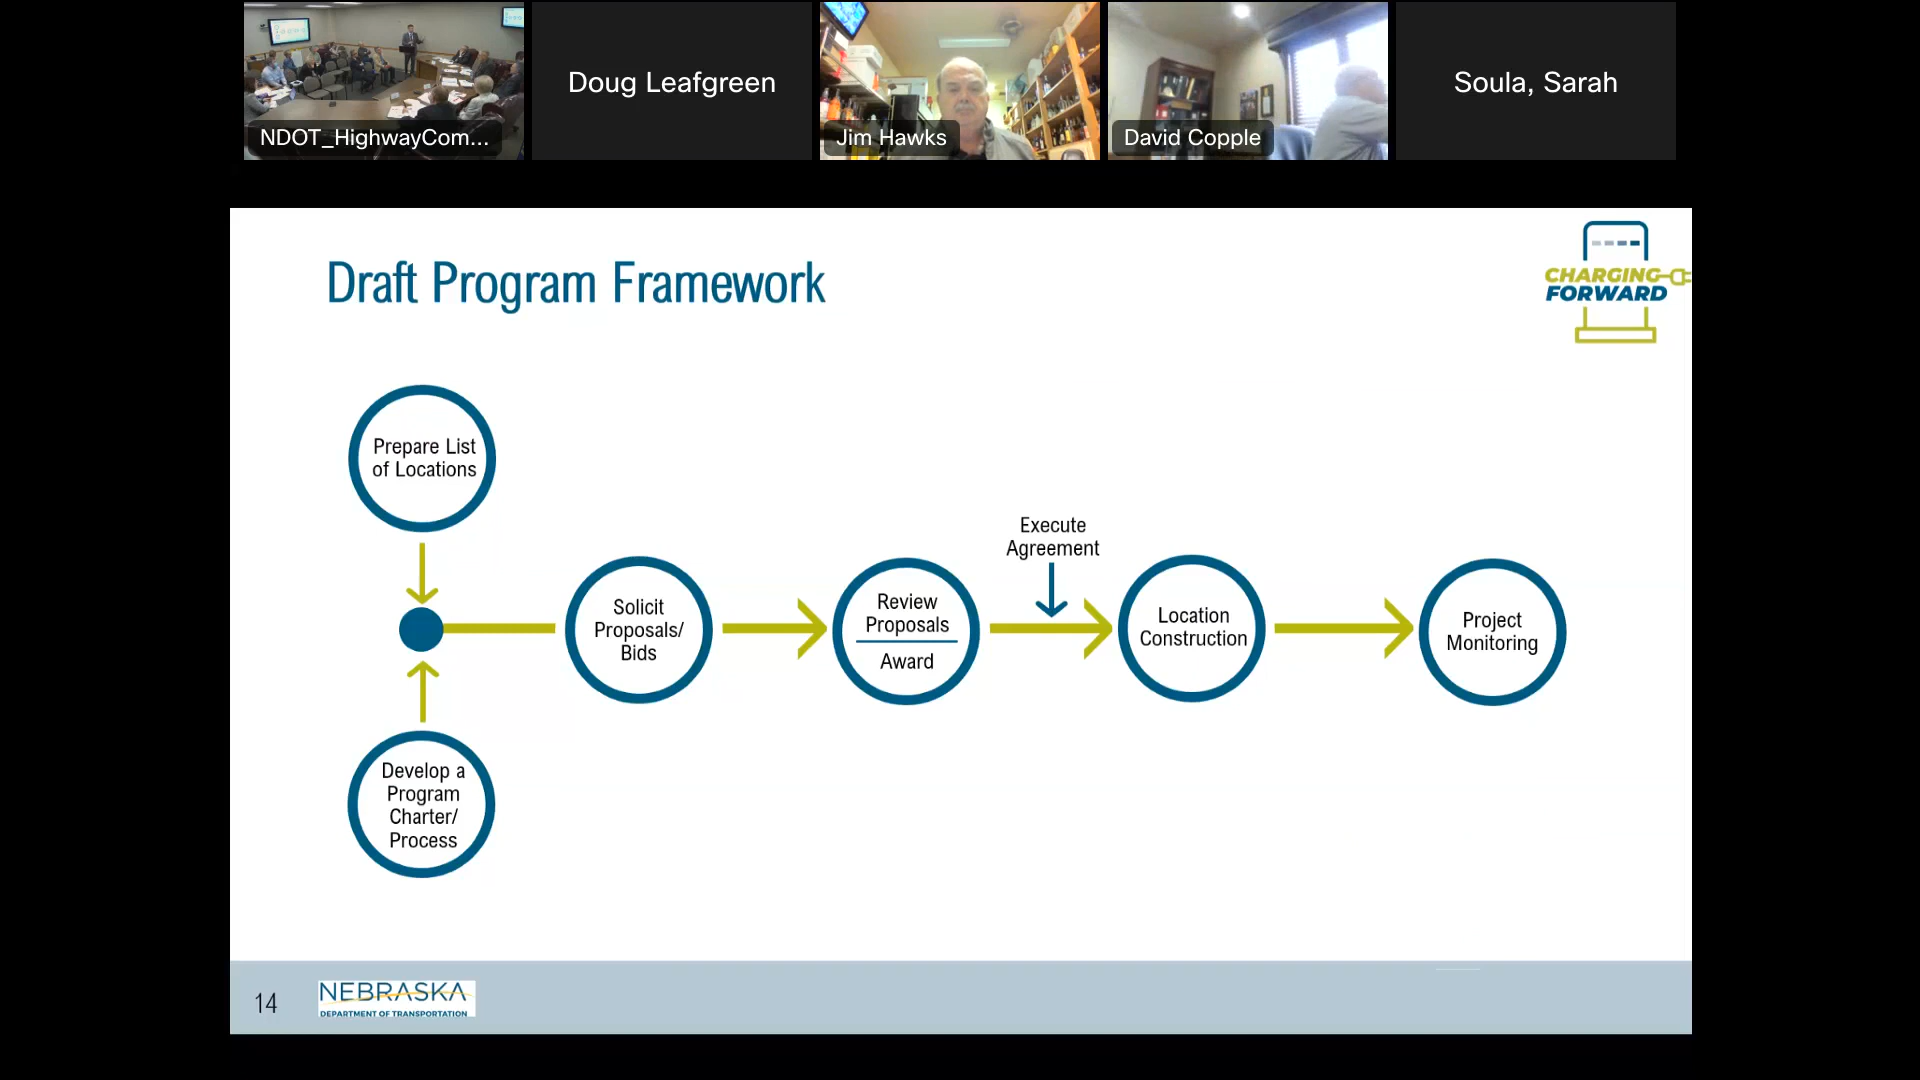 NDOT_HighwayCom...
Doug Leafgreen
Jim Hawks
David Copple
Soula, Sarah
Draft Program Framework
CHARGING
FORWARD
Prepare List
of Locations
Execute
Agreement
Solicit
Proposals/
Bids
Review
Proposals
Award
Location
Construction
Project
Monitoring
Develop a
Program
Charter/
Process
14
NEBRASKA
DEPARTMENT OF TRANSPORTATION